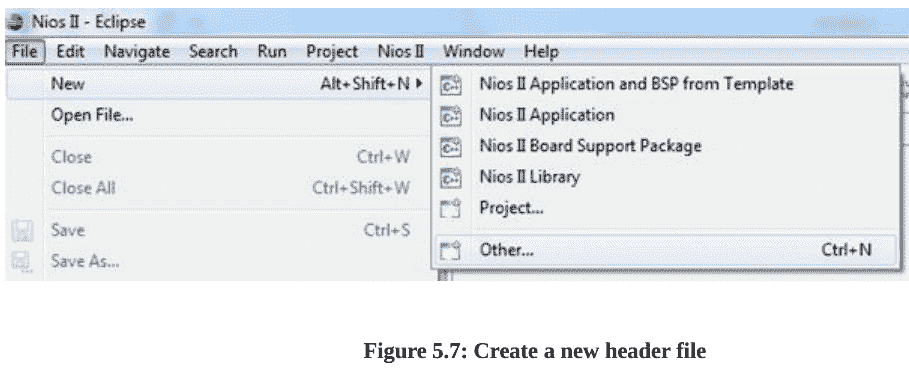 Nios II - Eclipse
File Edit Navigate Search Run Project Nios II Window Help
New Alt+Shift+N
Open File...
Close Ctrl+W
Close All Ctrl+Shift+W
Save Ctrl+S
Save As...
Nios II Application and BSP from Template
Nios II Application
Nios II Board Support Package
Nios II Library
Project...
Other... Ctrl+N
Figure 5.7: Create a new header file